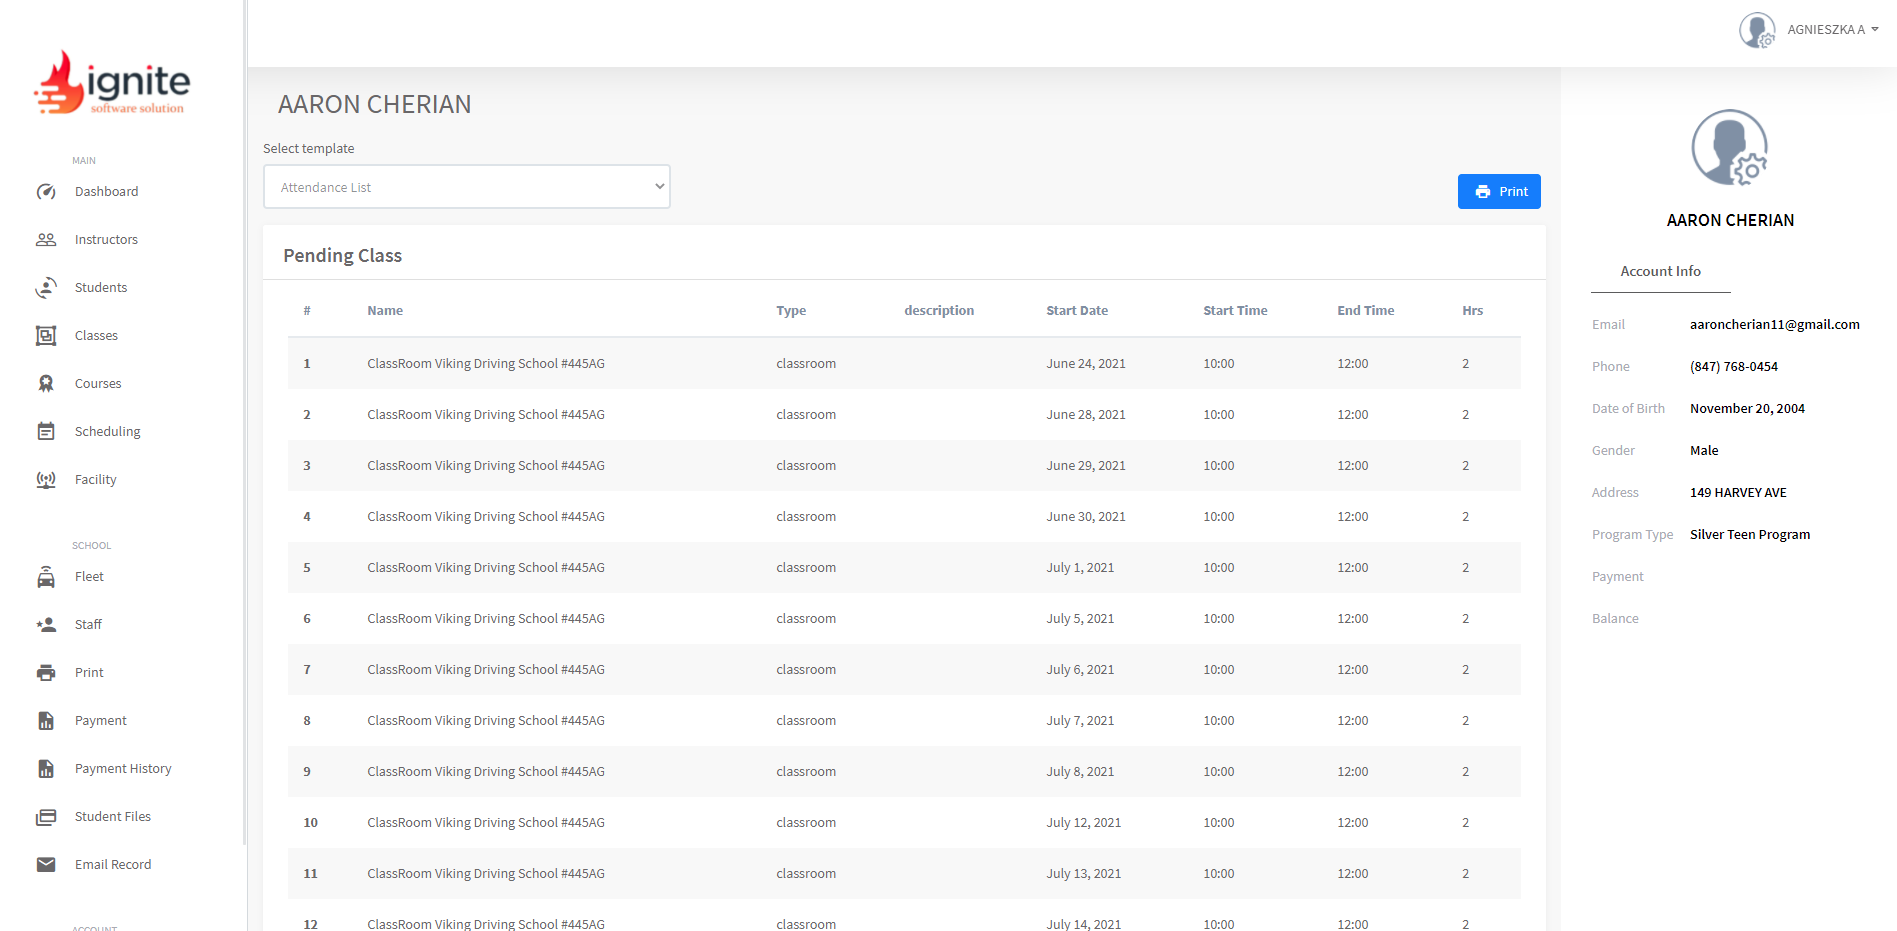 ignite
software solution
AGNIESZKA A
MAIN
Dashboard
Instructors
Students
Classes
Courses
Scheduling
Facility
SCHOOL
Fleet
Staff
Print
Payment
Payment History
Student Files
Email Record
ACCOUNT
AARON CHERIAN
Select template
Attendance List
Print
Pending Class
# Name Type description Start Date Start Time End Time Hrs
1 ClassRoom Viking Driving School #445AG classroom June 24, 2021 10:00 12:00 2
2 ClassRoom Viking Driving School #445AG classroom June 28, 2021 10:00 12:00 2
3 ClassRoom Viking Driving School #445AG classroom June 29, 2021 10:00 12:00 2
4 ClassRoom Viking Driving School #445AG classroom June 30, 2021 10:00 12:00 2
5 ClassRoom Viking Driving School #445AG classroom July 1, 2021 10:00 12:00 2
6 ClassRoom Viking Driving School #445AG classroom July 5, 2021 10:00 12:00 2
7 ClassRoom Viking Driving School #445AG classroom July 6, 2021 10:00 12:00 2
8 ClassRoom Viking Driving School #445AG classroom July 7, 2021 10:00 12:00 2
9 ClassRoom Viking Driving School #445AG classroom July 8, 2021 10:00 12:00 2
10 ClassRoom Viking Driving School #445AG classroom July 12, 2021 10:00 12:00 2
11 ClassRoom Viking Driving School #445AG classroom July 13, 2021 10:00 12:00 2
12 ClassRoom Viking Driving School #445AG classroom July 14, 2021 10:00 12:00 2
AARON CHERIAN
Account Info
Email aaroncherian11@gmail.com
Phone (847) 768-0454
Date of Birth November 20, 2004
Gender Male
Address 149 HARVEY AVE
Program Type Silver Teen Program
Payment
Balance